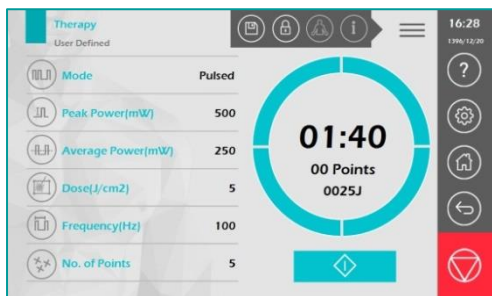 Therapy
User Defined
16:28
1396/12/20
Mode Pulsed
Peak Power(mW) 500
Average Power(mW) 250
Dose(J/cm2) 5
Frequency(Hz) 100
No. of Points 5
01:40
00 Points
0025J
i
?